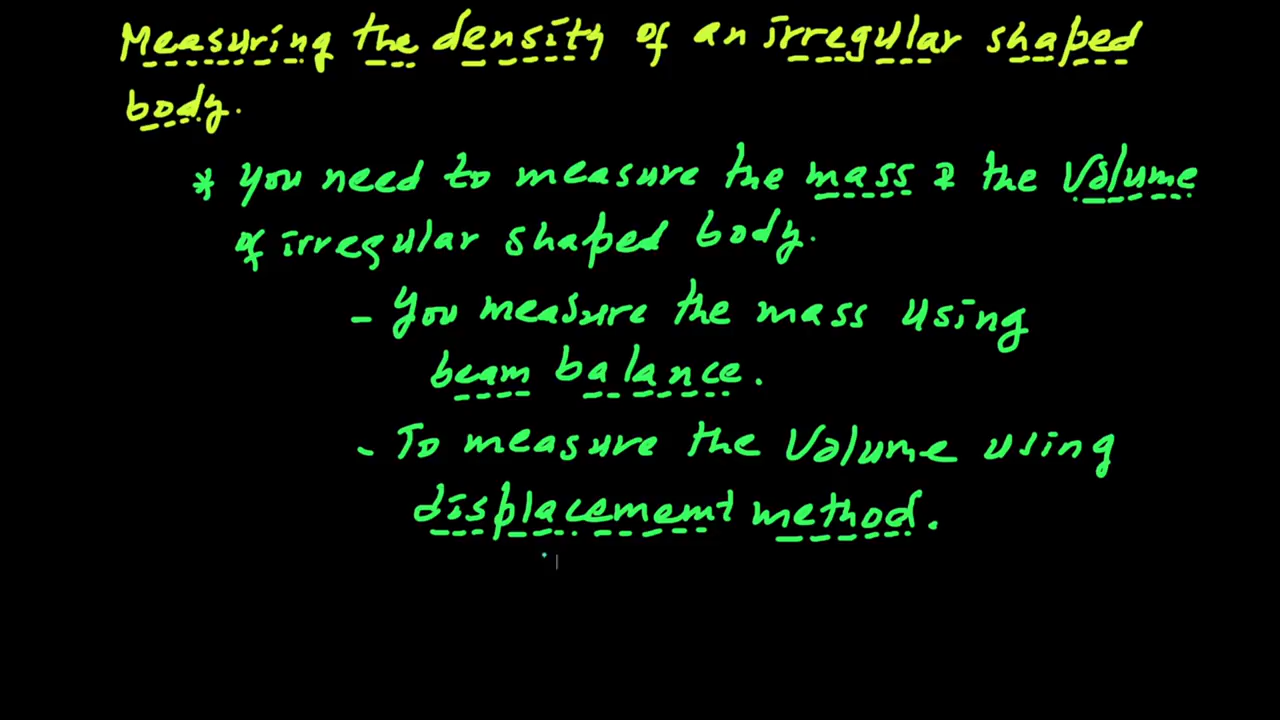 Measuring the density of an irregular shaped
body.
* You need to measure the mass & the Volume
of irregular shaped body.
- You measure the mass using
beam balance.
- To measure the Volume using
displacement method.